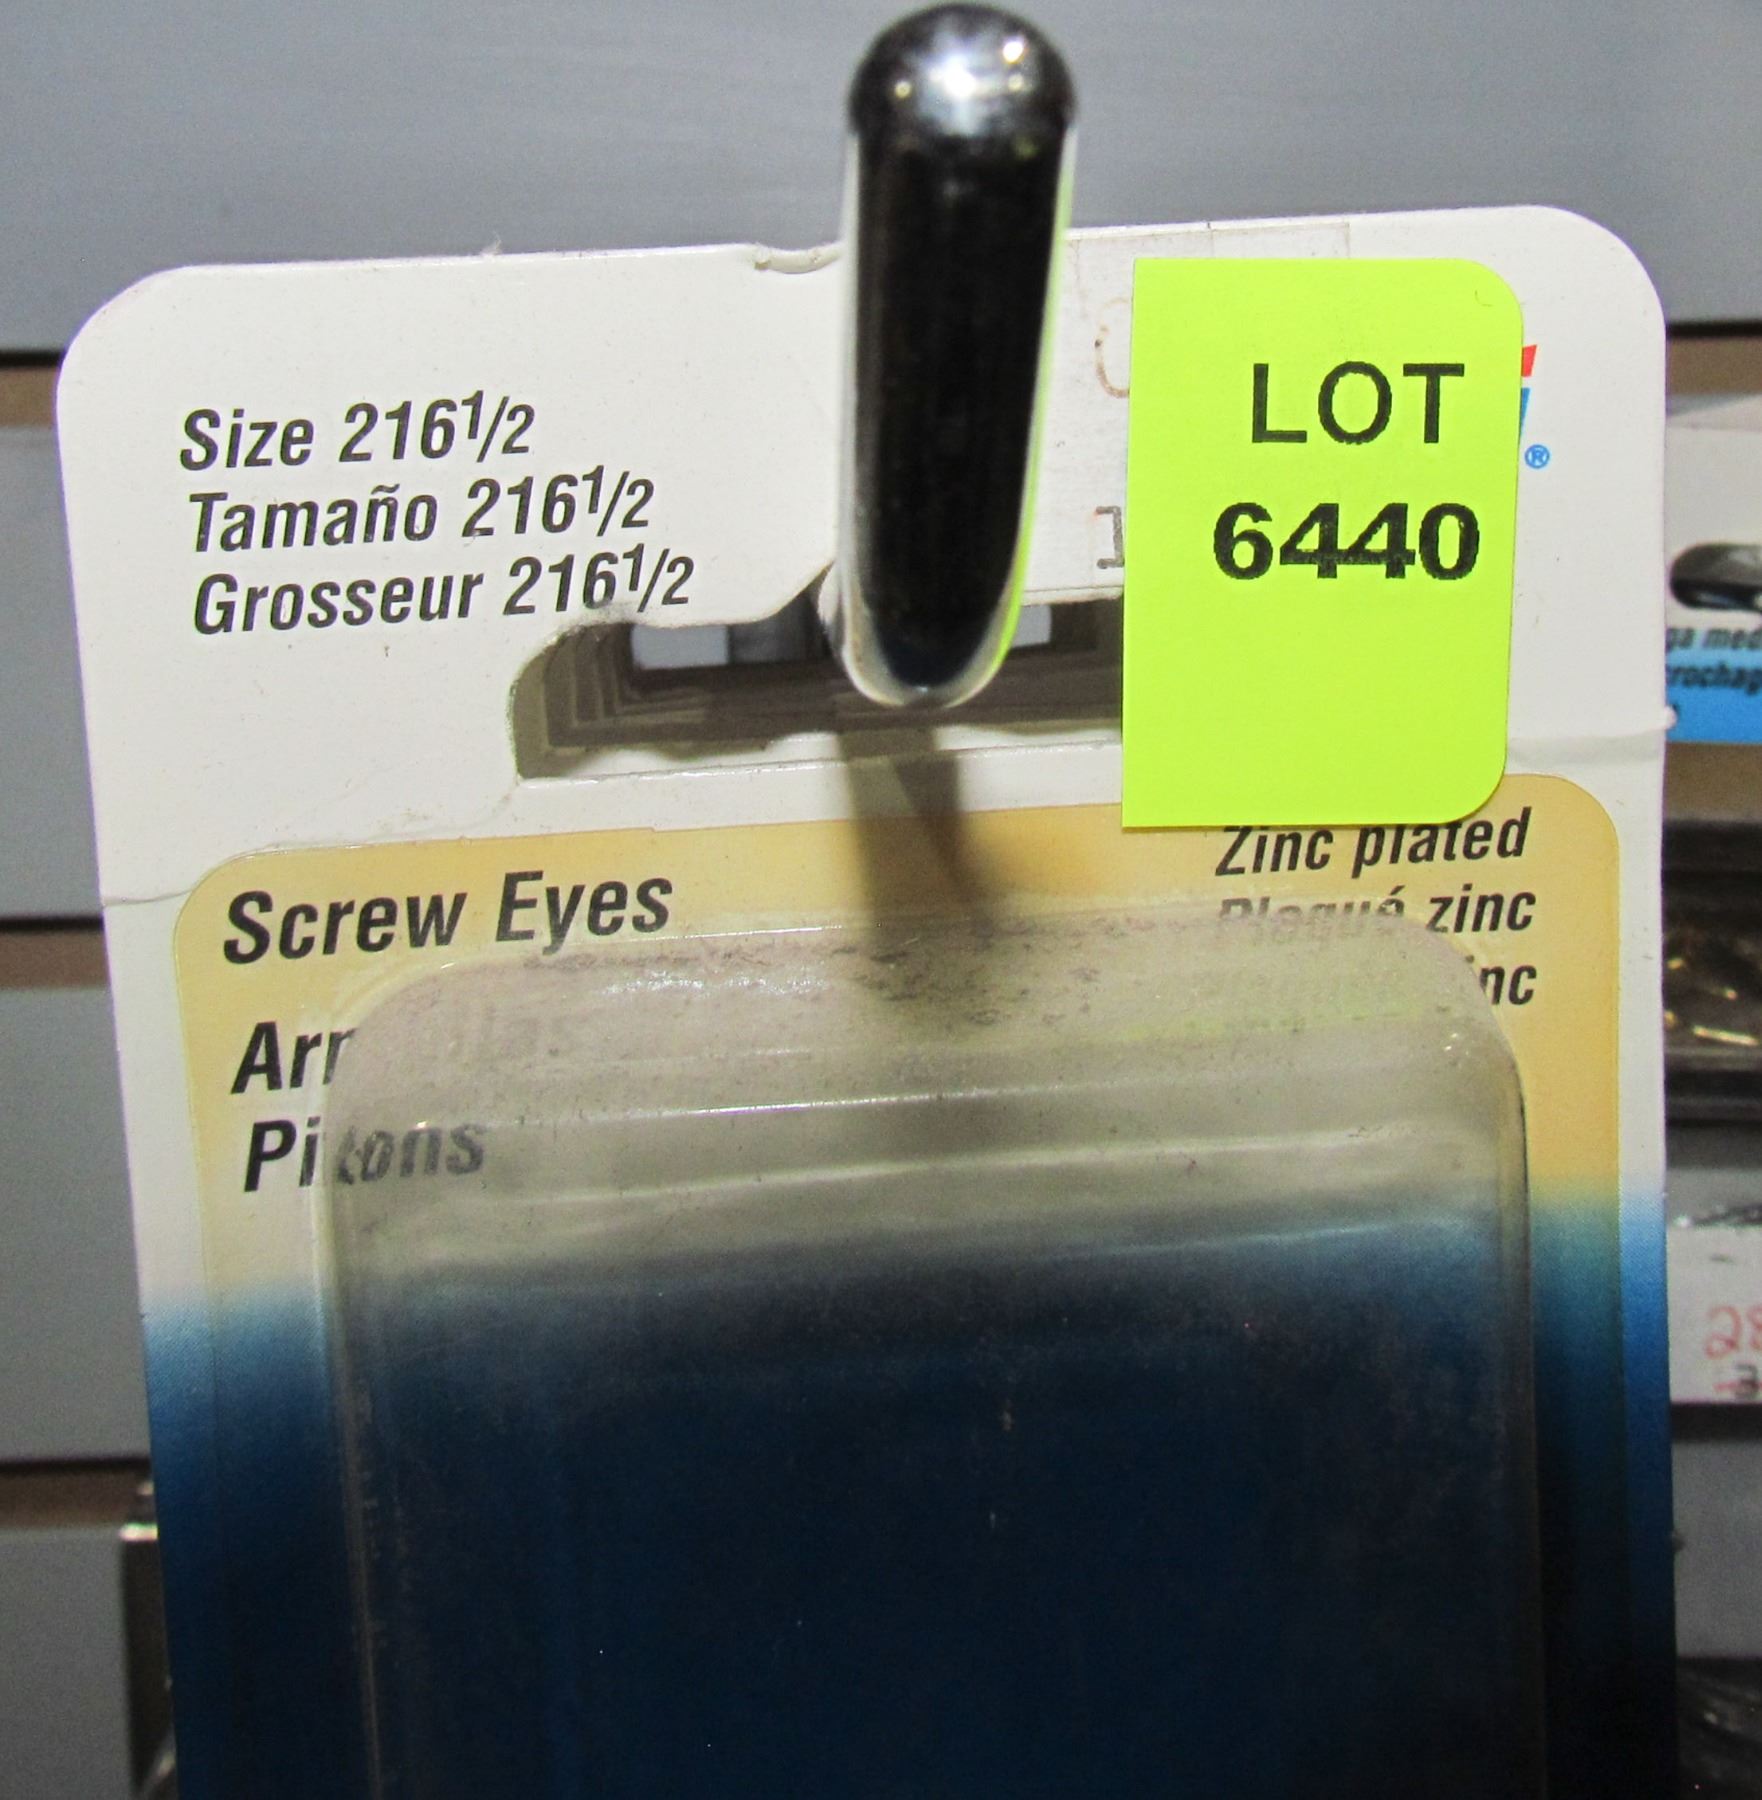 Size 216 1/2
Tamaño 216 1/2
Grosseur 216 1/2
LOT
6440
®
Screw Eyes
Pitons
Zinc plated
Plaqué zinc